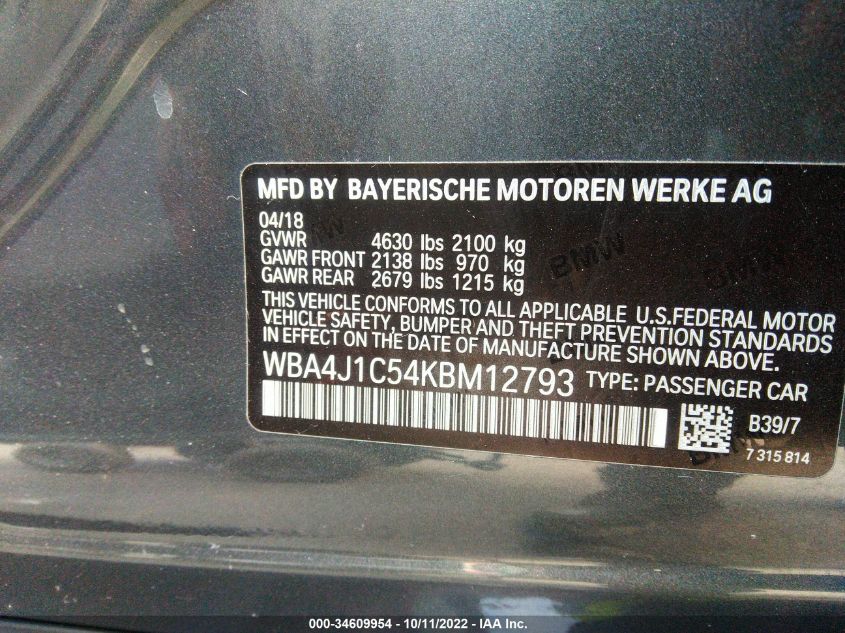 MFD BY BAYERISCHE MOTOREN WERKE AG
04/18
GVWR 4630 lbs 2100 kg
GAWR FRONT 2138 lbs 970 kg
GAWR REAR 2679 lbs 1215 kg
THIS VEHICLE CONFORMS TO ALL APPLICABLE U.S.FEDERAL MOTOR
VEHICLE SAFETY, BUMPER AND THEFT PREVENTION STANDARDS
IN EFFECT ON THE DATE OF MANUFACTURE SHOWN ABOVE.
WBA4J1C54KBM12793 TYPE: PASSENGER CAR
B39/7
7 315 814
BMW
BMW
000-34609954 - 10/11/2022 - IAA Inc.